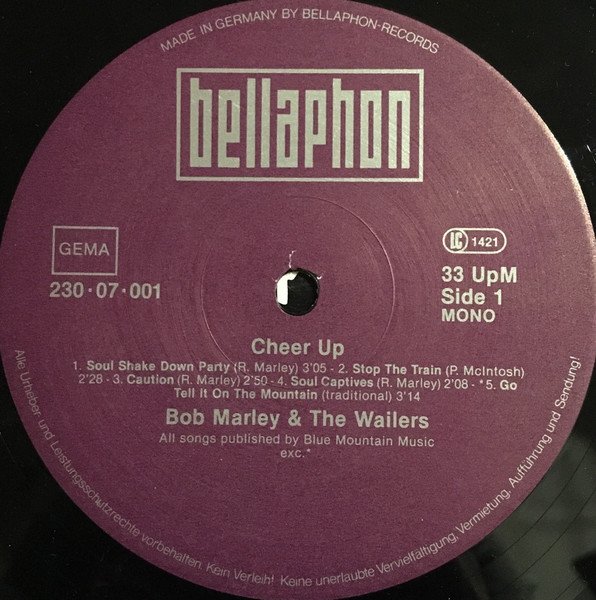 MADE IN GERMANY BY BELLAPHON-RECORDS
bellaphon
GEMA
230·07·001
LC 1421
33 UpM
Side 1
MONO
Cheer Up
1. Soul Shake Down Party (R. Marley) 3'05 - 2. Stop The Train (P. McIntosh)
2'28 - 3. Caution (R. Marley) 2'50 - 4. Soul Captives (R. Marley) 2'08 - *5. Go
Tell It On The Mountain (traditional) 3'14
Bob Marley & The Wailers
All songs published by Blue Mountain Music
exc.*
Alle Urheber und Leistungsschutzrechte vorbehalten. Kein Verleih! Keine unerlaubte Vervielfältigung, Vermietung, Aufführung und Sendung!